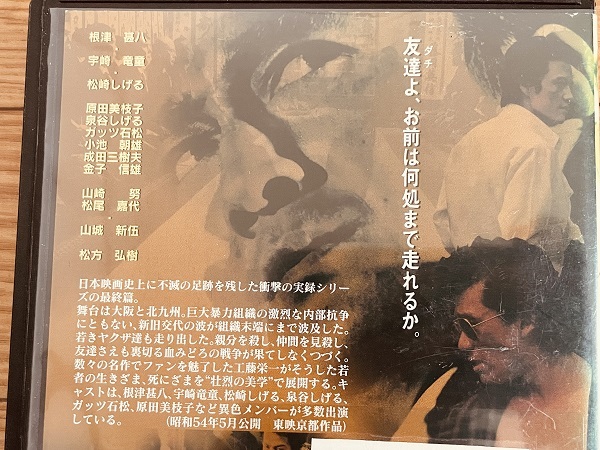 友達よ、お前は何処まで走れるか。
ダチ
根津 甚八
宇崎 竜童
松崎しげる
原田美枝子
泉谷しげる
ガッツ石松
小池 朝雄
成田三樹夫
金子 信雄
山崎 努
松尾 嘉代
山城 新伍
松方 弘樹
日本映画史上に不滅の足跡を残した衝撃の実録シリー
ズの最終篇。
舞台は大阪と北九州。巨大暴力組織の激烈な内部抗争
にともない、新旧交代の波が組織末端にまで波及した。
若きヤクザ達も走り出した。親分を殺し、仲間を見殺し、
友達さえも裏切る血みどろの戦争が果てしなくつづく。
数々の名作でファンを魅了した工藤栄一がそうした若
者の生きざま、死にざまを“壮烈の美学”で展開する。キ
ャストは、根津甚八、宇崎竜童、松崎しげる、泉谷しげる、
ガッツ石松、原田美枝子など異色メンバーが多数出演
している。 (昭和54年5月公開 東映京都作品)